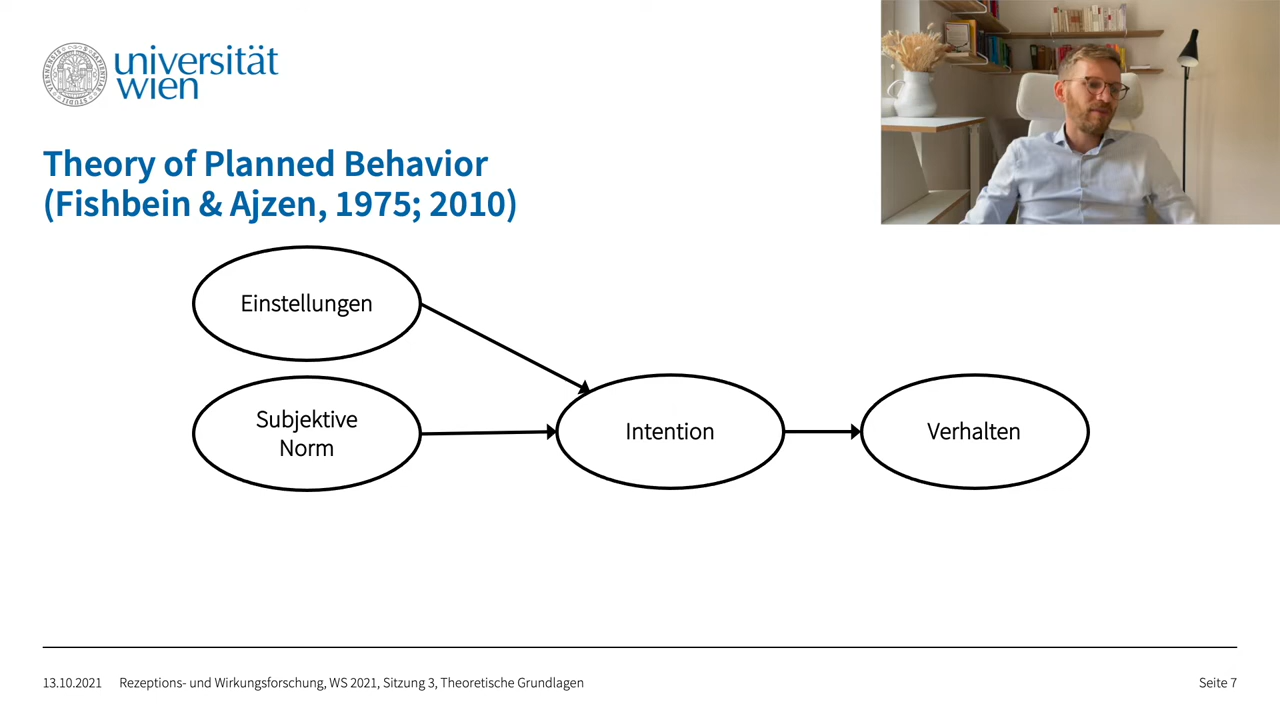 universität
wien
Theory of Planned Behavior
(Fishbein & Ajzen, 1975; 2010)
Einstellungen
Subjektive
Norm
Intention
Verhalten
13.10.2021 Rezeptions- und Wirkungsforschung, WS 2021, Sitzung 3, Theoretische Grundlagen
Seite 7